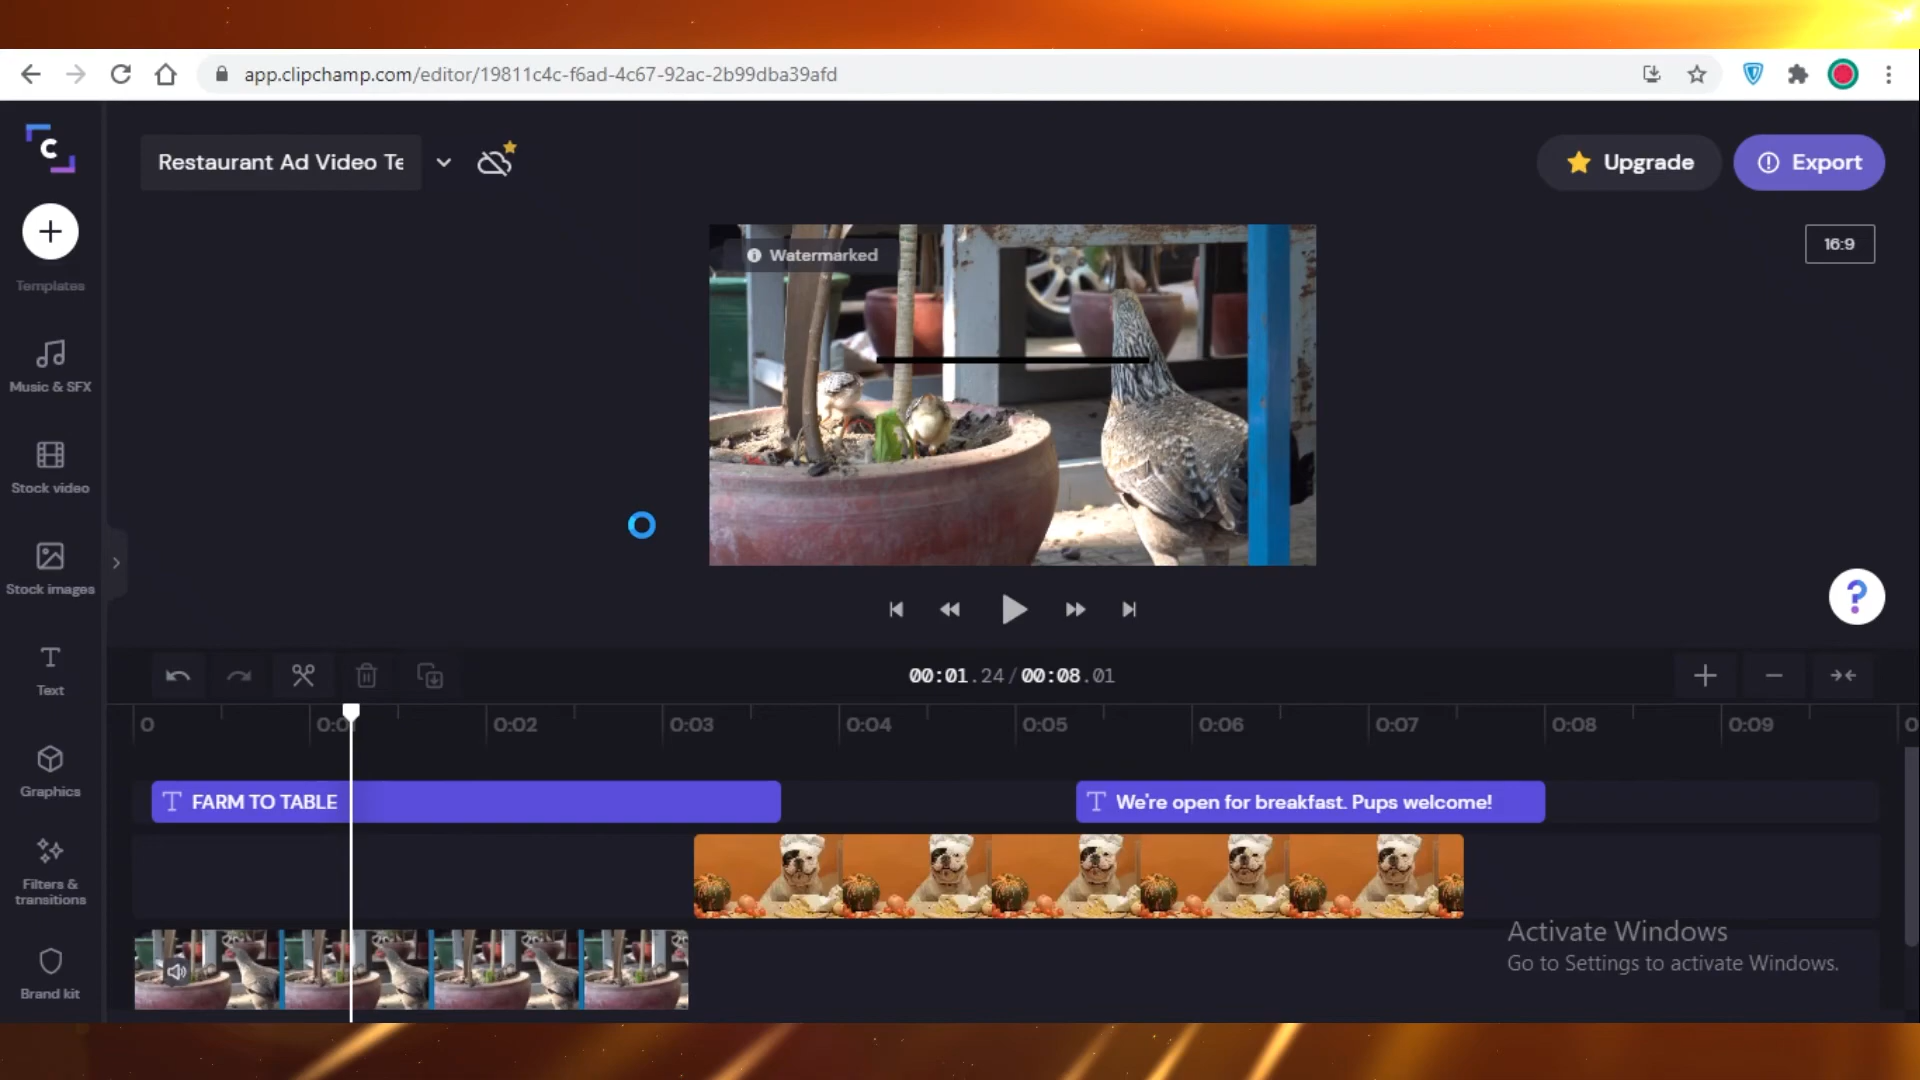 app.clipchamp.com/editor/19811c4c-f6ad-4c67-92ac-2b99dba39afd
C
Restaurant Ad Video Te
Upgrade
Export
Templates
Watermarked
16:9
Music & SFX
Stock video
Stock images
?
Text
00:01.24/00:08.01
0
0:02
0:03
0:04
0:05
0:06
0:07
0:08
0:09
Graphics
T FARM TO TABLE
T We're open for breakfast. Pups welcome!
Filters &
transitions
Activate Windows
Go to Settings to activate Windows.
Brand kit